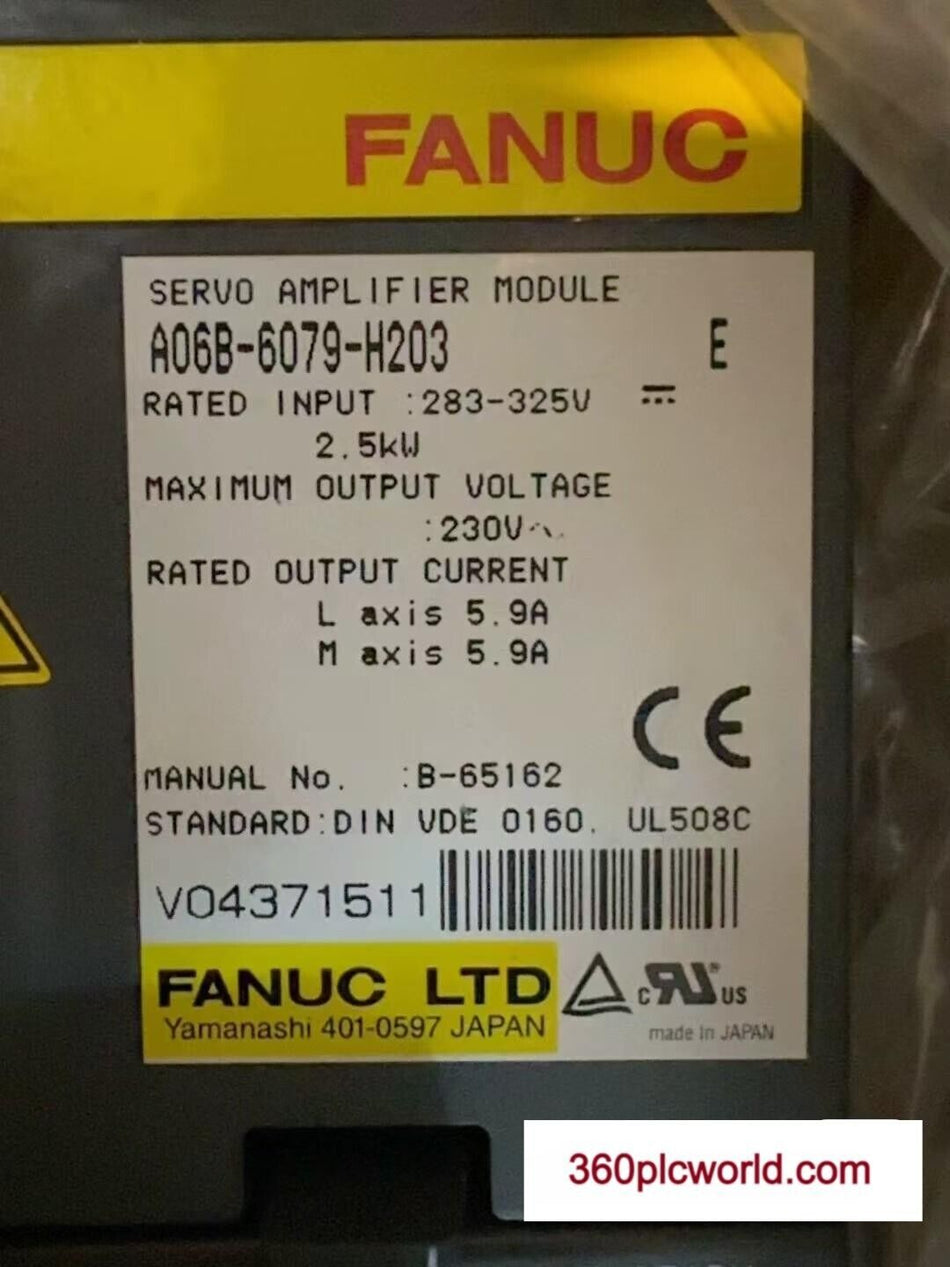 FANUC
SERVO AMPLIFIER MODULE
A06B-6079-H203 E
RATED INPUT :283-325V ⎓
2.5kW
MAXIMUM OUTPUT VOLTAGE
:230V~
RATED OUTPUT CURRENT
L axis 5.9A
M axis 5.9A
CE
MANUAL No. :B-65162
STANDARD:DIN VDE 0160. UL508C
V04371511
FANUC LTD
Yamanashi 401-0597 JAPAN
c RU ® US
made in JAPAN
360plcworld.com